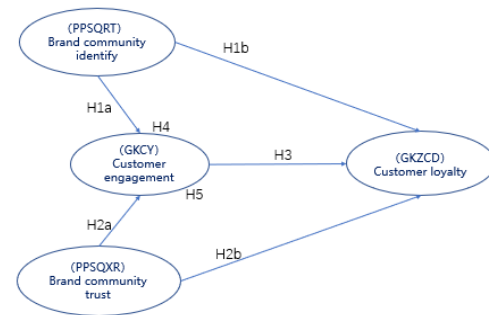 (PPSQRT)
Brand community
identify
H1b
H1a
H4
(GKCY)
Customer
engagement
H3
(GKZCD)
Customer loyalty
H5
H2a
H2b
(PPSQXR)
Brand community
trust